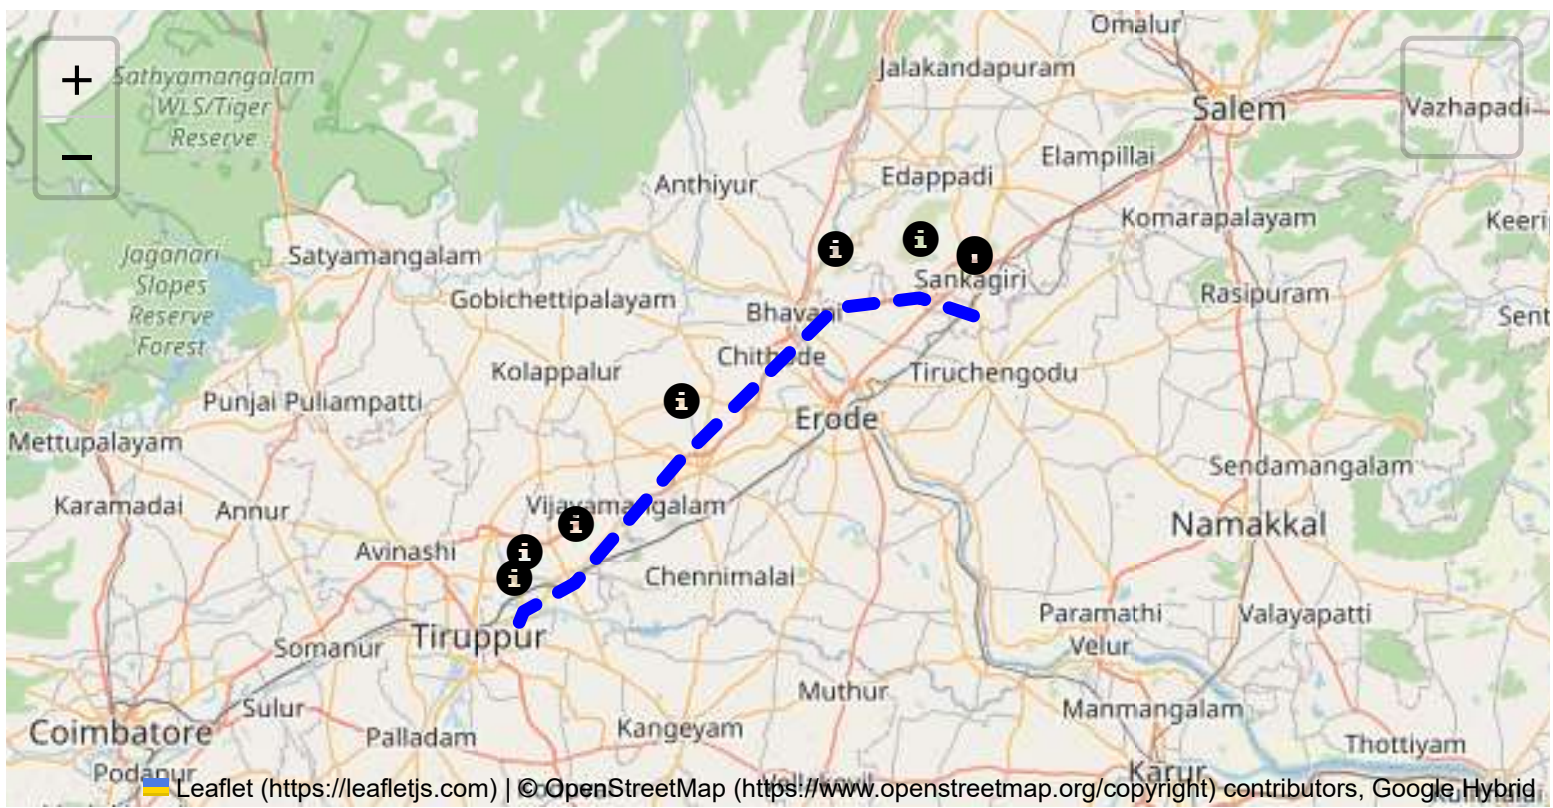 Omalur
Jalakandapuram
+
Sathyamangalam
WLS/Tiger
Reserve
Salem
Vazhapadi
−
Elampillai
Anthiyur
Edappadi
Komarapalayam
Keeri
Jaganari
Slopes
Reserve
Forest
Satyamangalam
i
i
Sankagiri
Gobichettipalayam
Rasipuram
Bhavani
Sent
Chithode
Kolappalur
Tiruchengodu
Punjai Puliampatti
i
r
Erode
Mettupalayam
Sendamangalam
Karamadai
Annur
Vijayamangalam
i
Namakkal
Avinashi
i
i
Chennimalai
Paramathi
Velur
Valayapatti
Tiruppur
Somanur
Muthur
Sulur
Manmangalam
Coimbatore
Palladam
Kangeyam
Thottiyam
Podanur
Karur
Leaflet (https://leafletjs.com) | © OpenStreetMap (https://www.openstreetmap.org/copyright) contributors, Google Hybrid